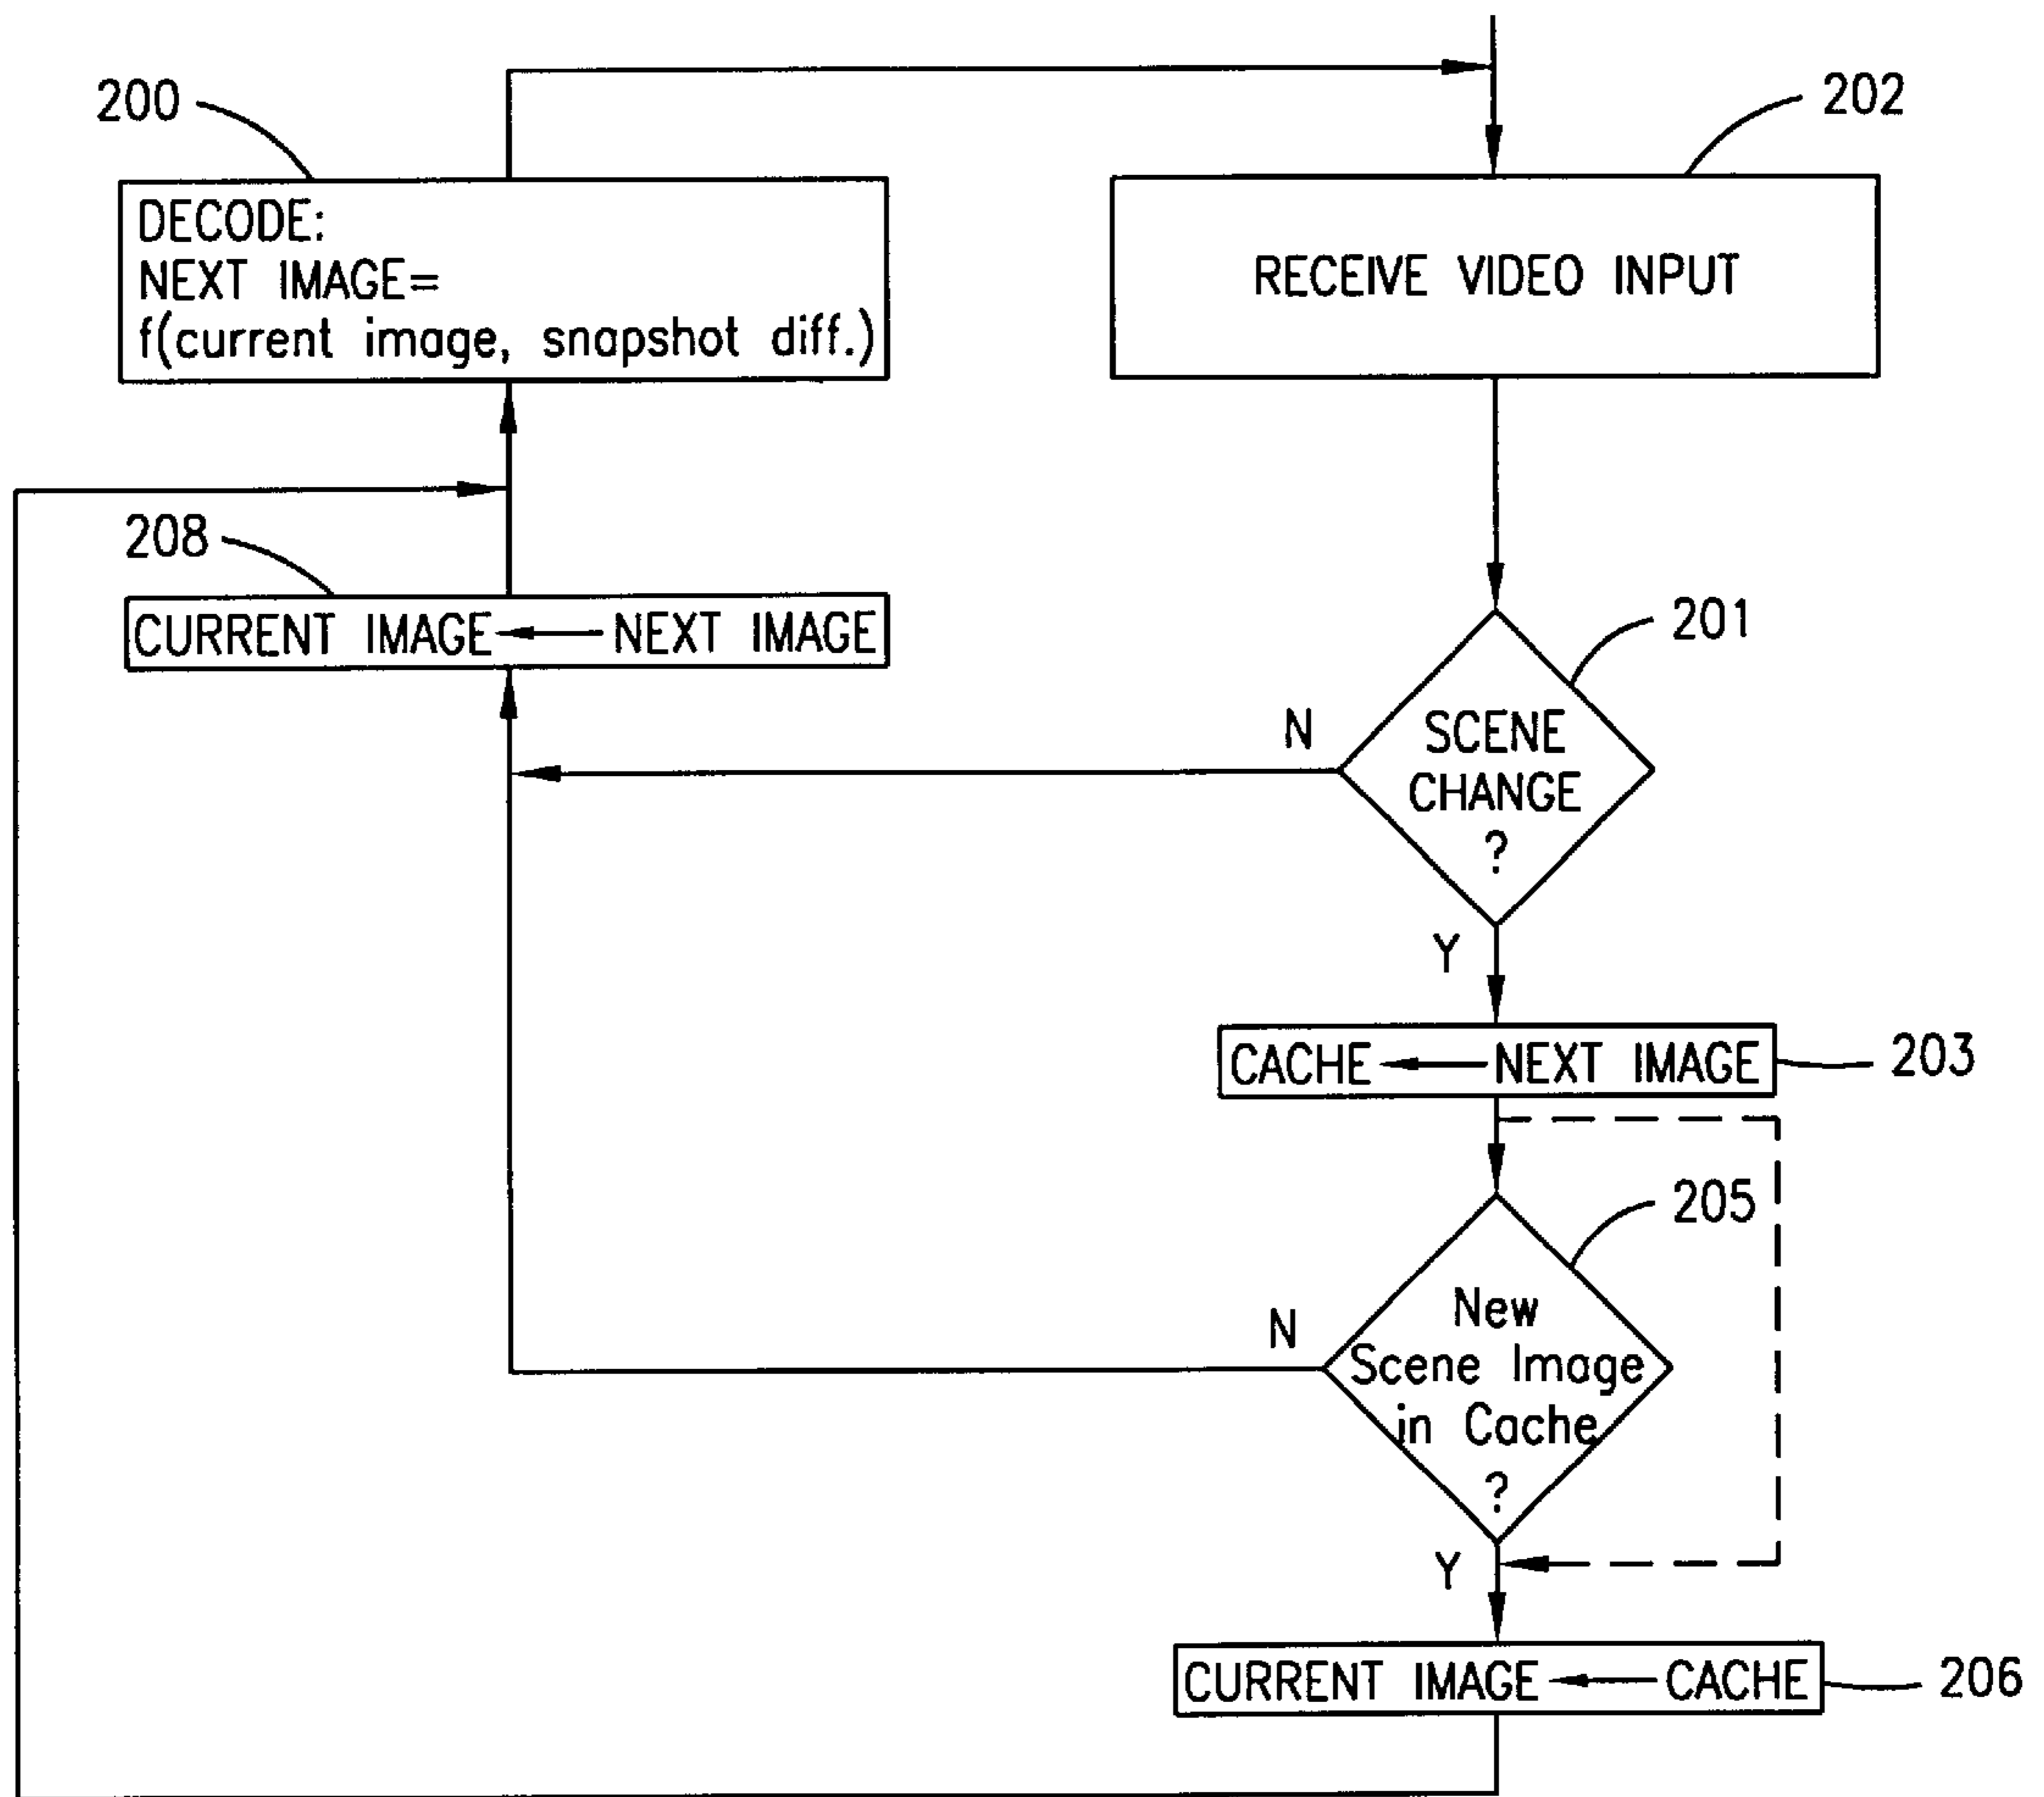 200
DECODE:
NEXT IMAGE=
f(current image, snapshot diff.)
202
RECEIVE VIDEO INPUT
208
CURRENT IMAGE ← NEXT IMAGE
201
SCENE
CHANGE
?
N
Y
CACHE ← NEXT IMAGE
203
205
New
Scene Image
in Cache
?
N
Y
CURRENT IMAGE ← CACHE
206